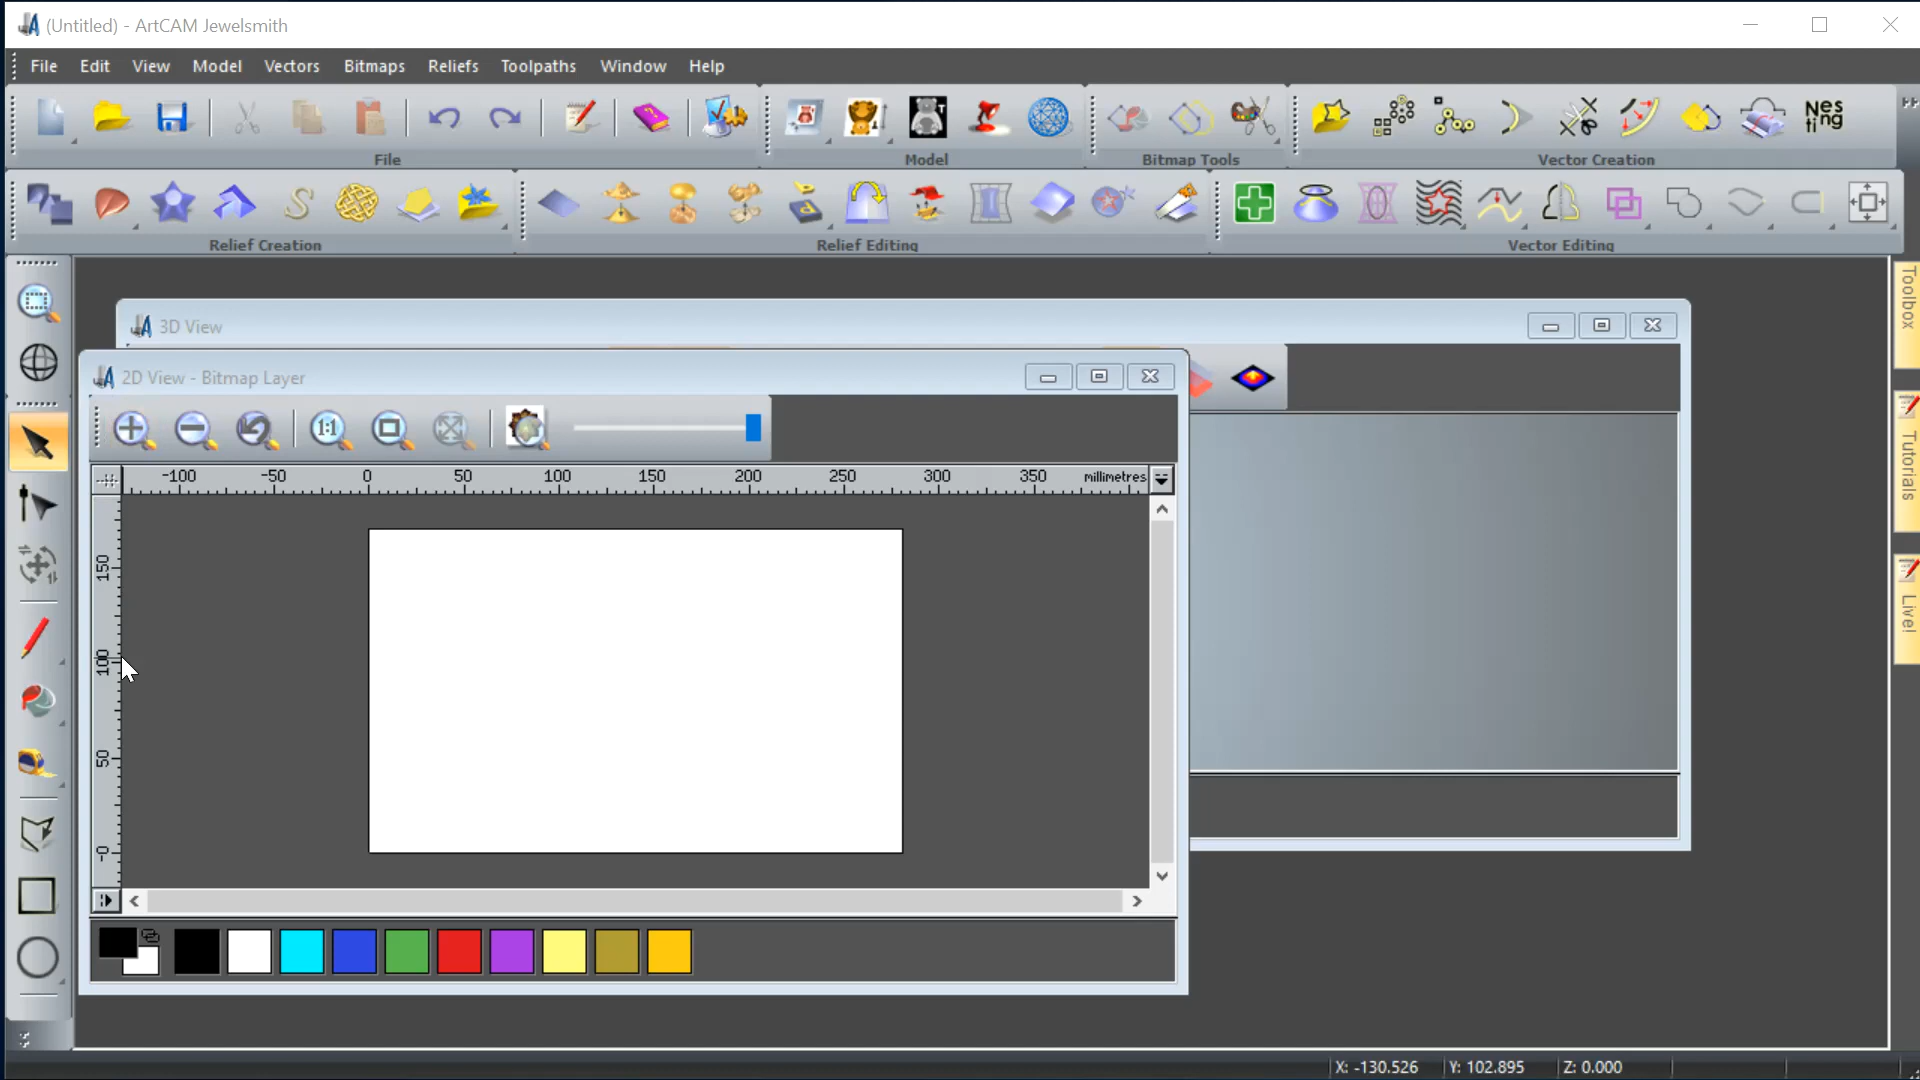 (Untitled) - ArtCAM Jewelsmith
File Edit View Model Vectors Bitmaps Reliefs Toolpaths Window Help
Nes
ting
File Model Bitmap Tools Vector Creation
Relief Creation Relief Editing Vector Editing
3D View
2D View - Bitmap Layer
1:1
-100 -50 0 50 100 150 200 250 300 350 millimetres
150
100
50
-0
Toolbox
Tutorials
Live!
X: -130.526 Y: 102.895 Z: 0.000